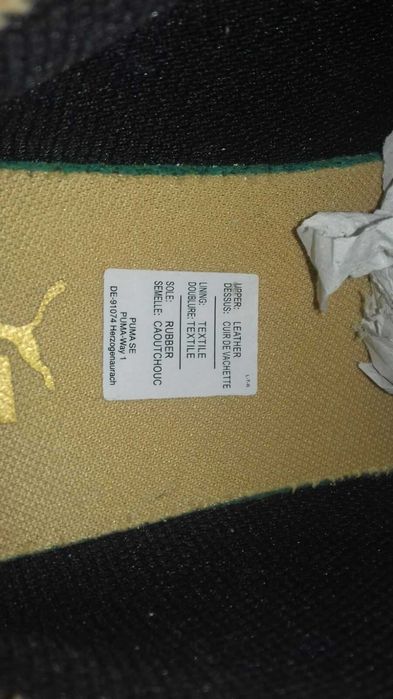 L-T-R
UPPER: LEATHER
DESSUS: CUIR DE VACHETTE
LINING: TEXTILE
DOUBLURE: TEXTILE
SOLE: RUBBER
SEMELLE: CAOUTCHOUC
PUMA SE
PUMA-Way 1
DE-91074 Herzogenaurach